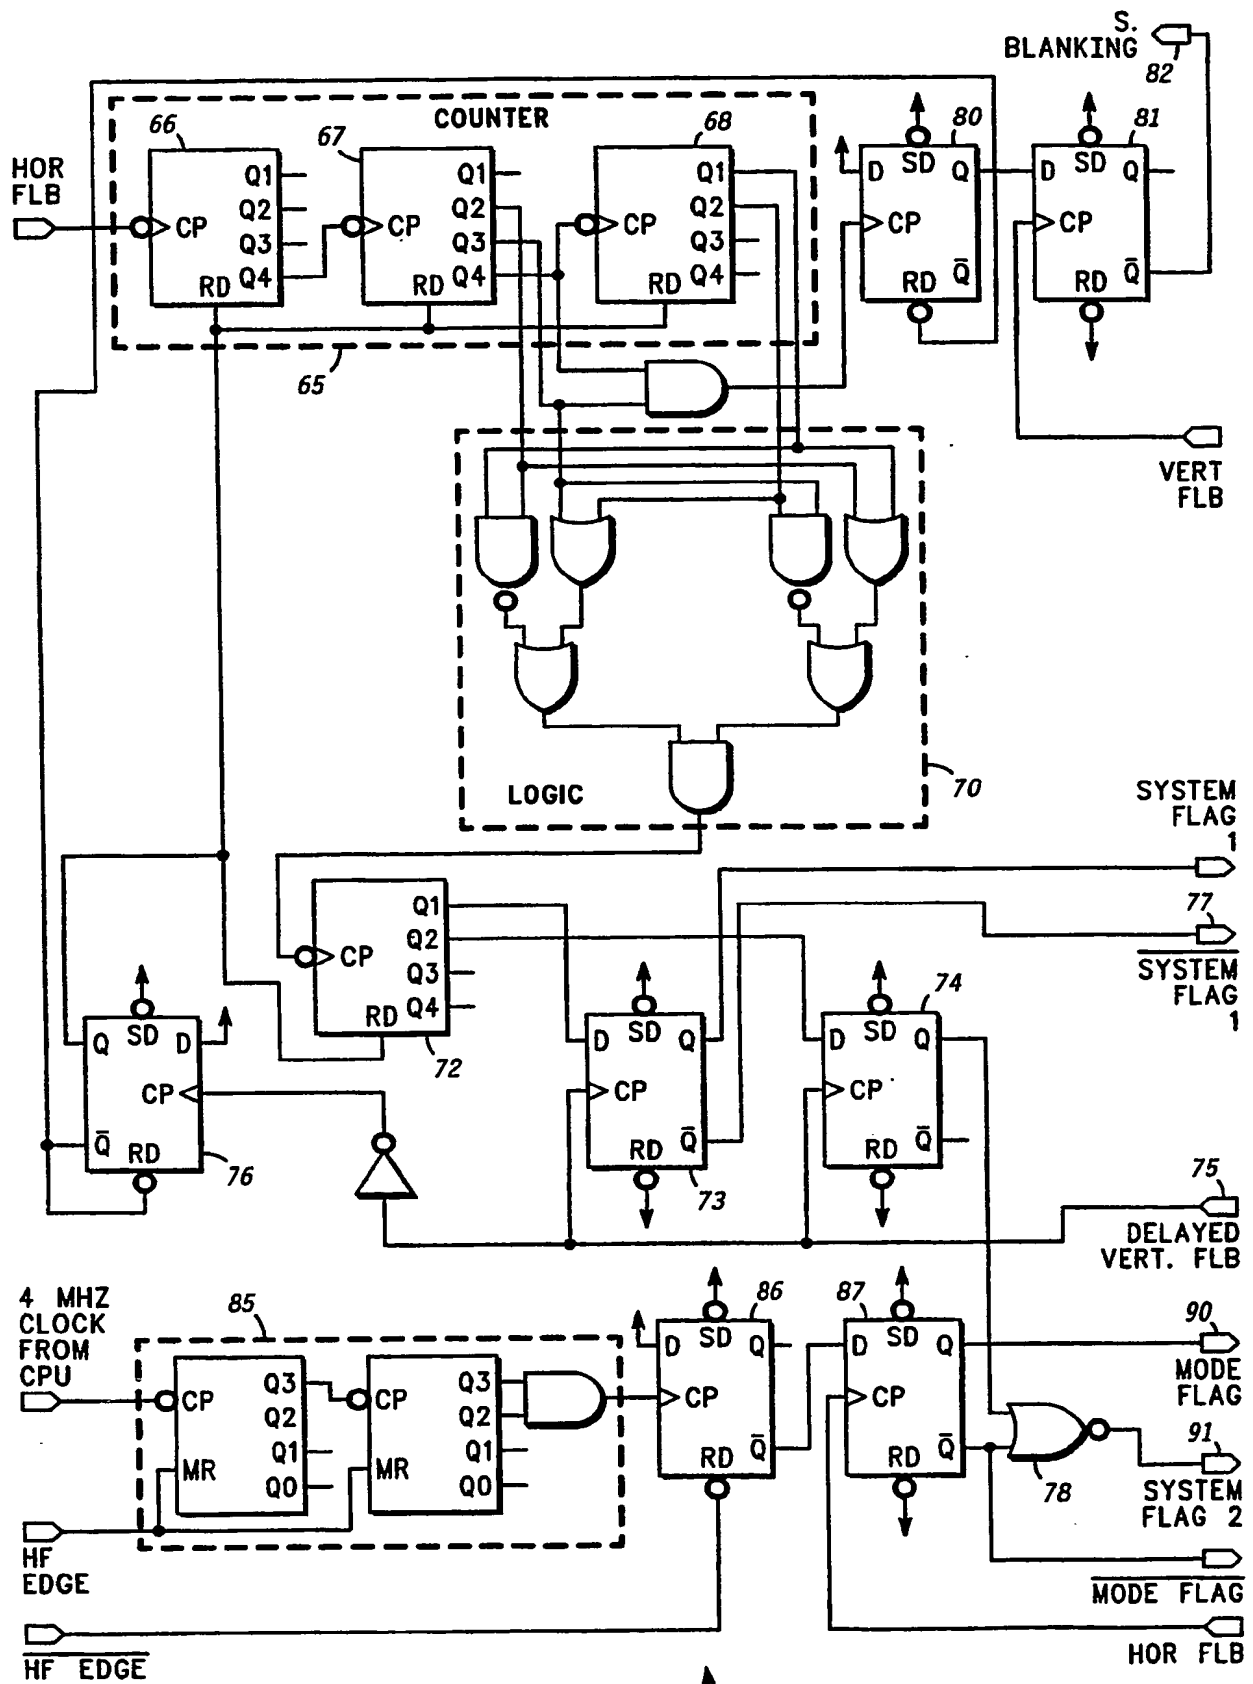 S.
BLANKING
82
COUNTER
66
67
68
80
81
HOR
FLB
CP
Q1
Q2
Q3
Q4
RD
CP
Q1
Q2
Q3
Q4
RD
CP
Q1
Q2
Q3
Q4
RD
D
SD
Q
CP
RD
Q̅
D
SD
Q
CP
RD
Q̅
65
VERT
FLB
LOGIC
70
SYSTEM
FLAG
1
77
S̅Y̅S̅T̅E̅M̅
FLAG
1
CP
Q1
Q2
Q3
Q4
RD
72
Q
SD
D
CP
Q̅
RD
76
D
SD
Q
CP
RD
Q̅
73
74
D
SD
Q
CP
RD
Q̅
75
DELAYED
VERT. FLB
4 MHZ
CLOCK
FROM
CPU
85
CP
Q3
Q2
Q1
Q0
MR
CP
Q3
Q2
Q1
Q0
MR
86
D
SD
Q
CP
RD
Q̅
87
D
SD
Q
CP
RD
Q̅
90
MODE
FLAG
78
91
SYSTEM
FLAG 2
HF
EDGE
M̅O̅D̅E̅ F̅L̅A̅G̅
H̅F̅ E̅D̅G̅E̅
HOR FLB